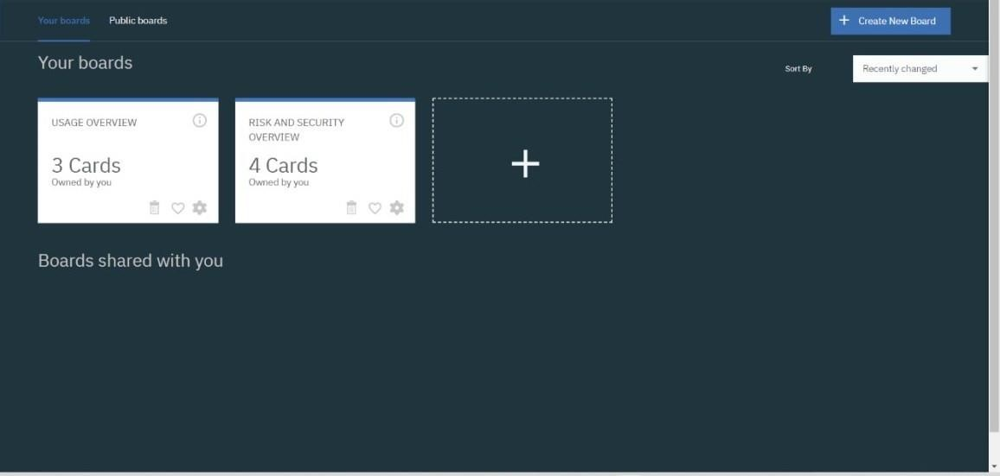 Your boards
Public boards
+ Create New Board
Your boards
Sort By
Recently changed
USAGE OVERVIEW
3 Cards
Owned by you
RISK AND SECURITY
OVERVIEW
4 Cards
Owned by you
Boards shared with you